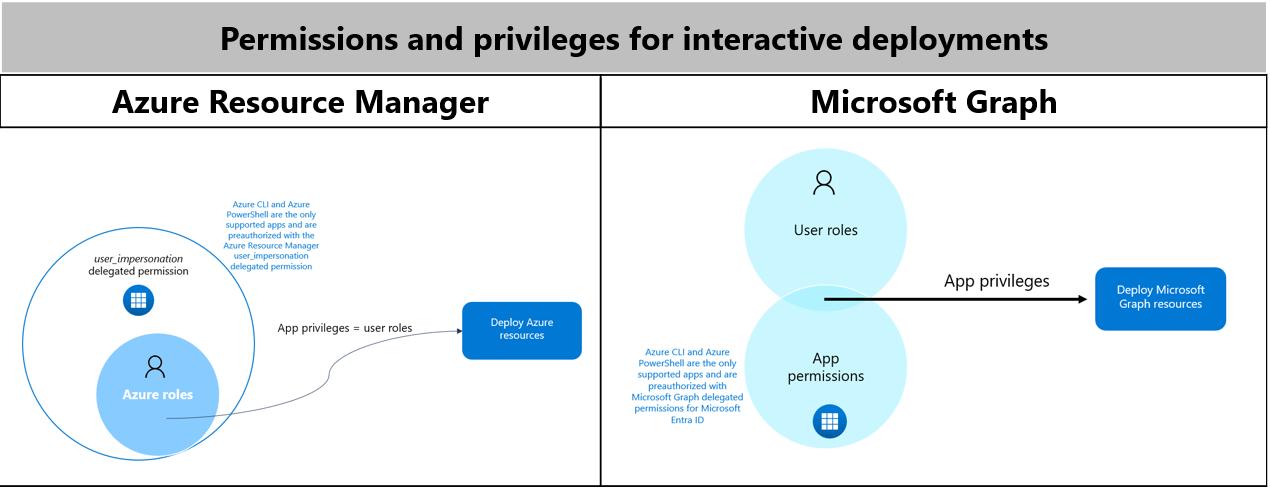 Permissions and privileges for interactive deployments
Azure Resource Manager
Microsoft Graph
Azure CLI and Azure
PowerShell are the only
supported apps and are
preauthorized with the
Azure Resource Manager
user_impersonation
delegated permission
user_impersonation
delegated permission
Azure roles
App privileges = user roles
Deploy Azure
resources
User roles
App privileges
Deploy Microsoft
Graph resources
Azure CLI and Azure
PowerShell are the only
supported apps and are
preauthorized with
Microsoft Graph delegated
permissions for Microsoft
Entra ID
App
permissions